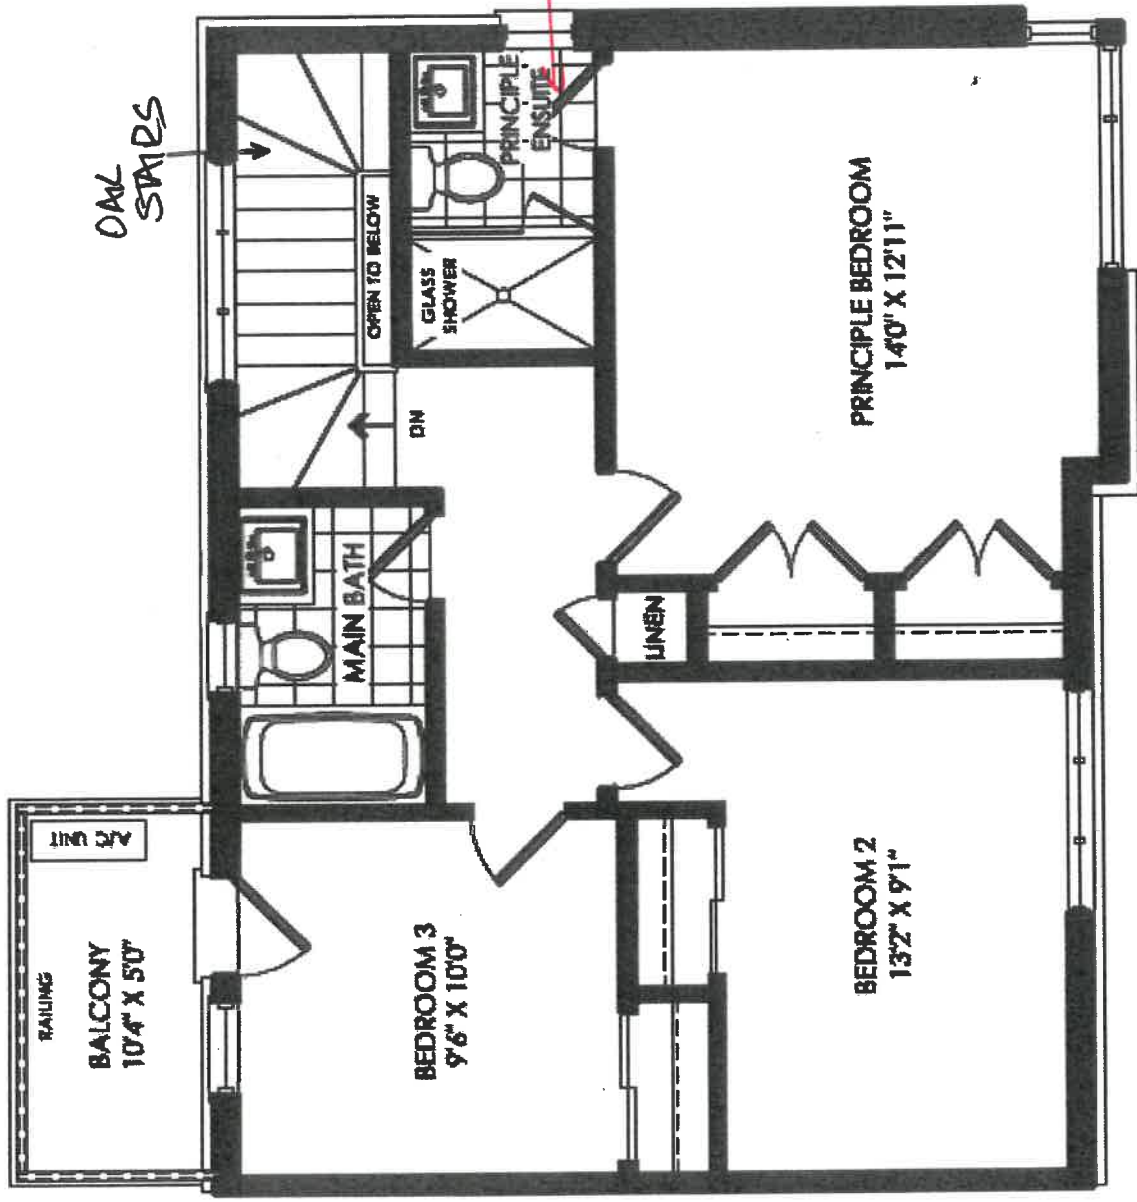 OAK
STAIRS
PRINCIPLE
ENSUITE
OPEN TO BELOW
GLASS
SHOWER
DN
PRINCIPLE BEDROOM
14'0" X 12'11"
MAIN BATH
LINEN
A/C UNIT
RAILING
BALCONY
10'4" X 5'0"
BEDROOM 3
9'6" X 10'0"
BEDROOM 2
13'2" X 9'1"